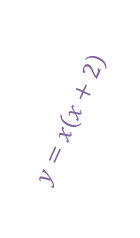 y = x(x + 2)